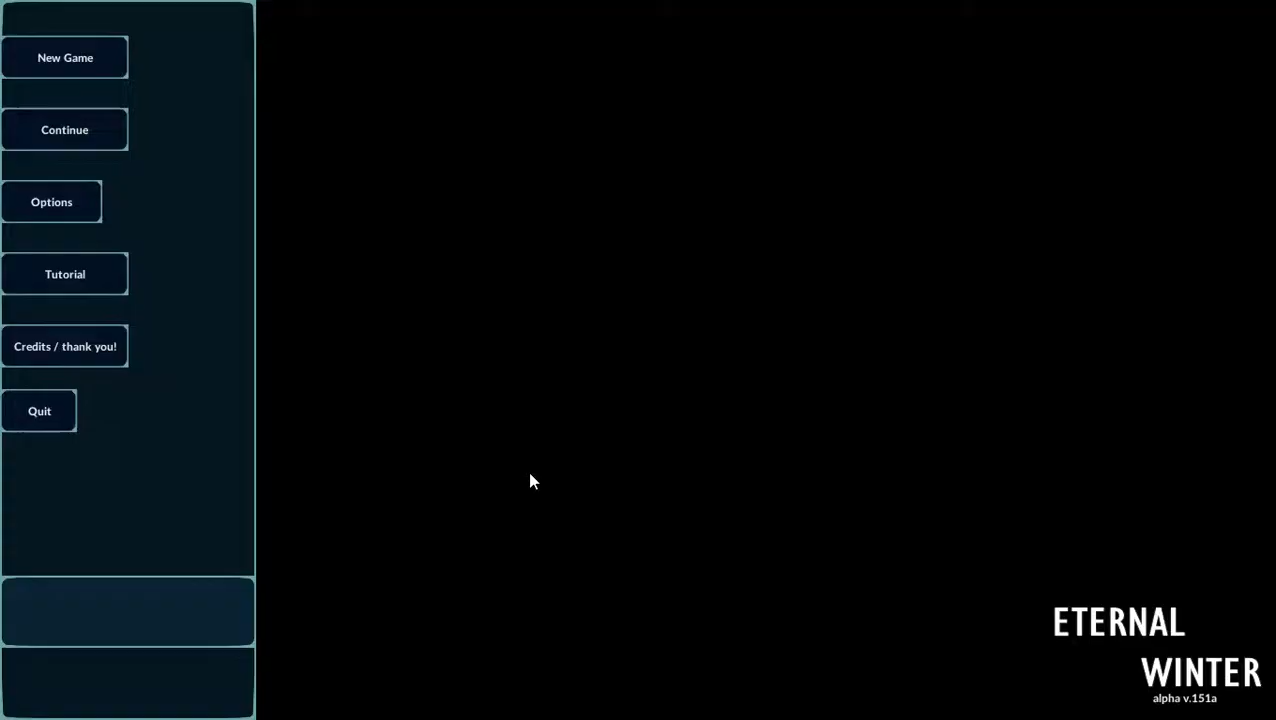 New Game
Continue
Options
Tutorial
Credits / thank you!
Quit
ETERNAL
WINTER
alpha v.151a